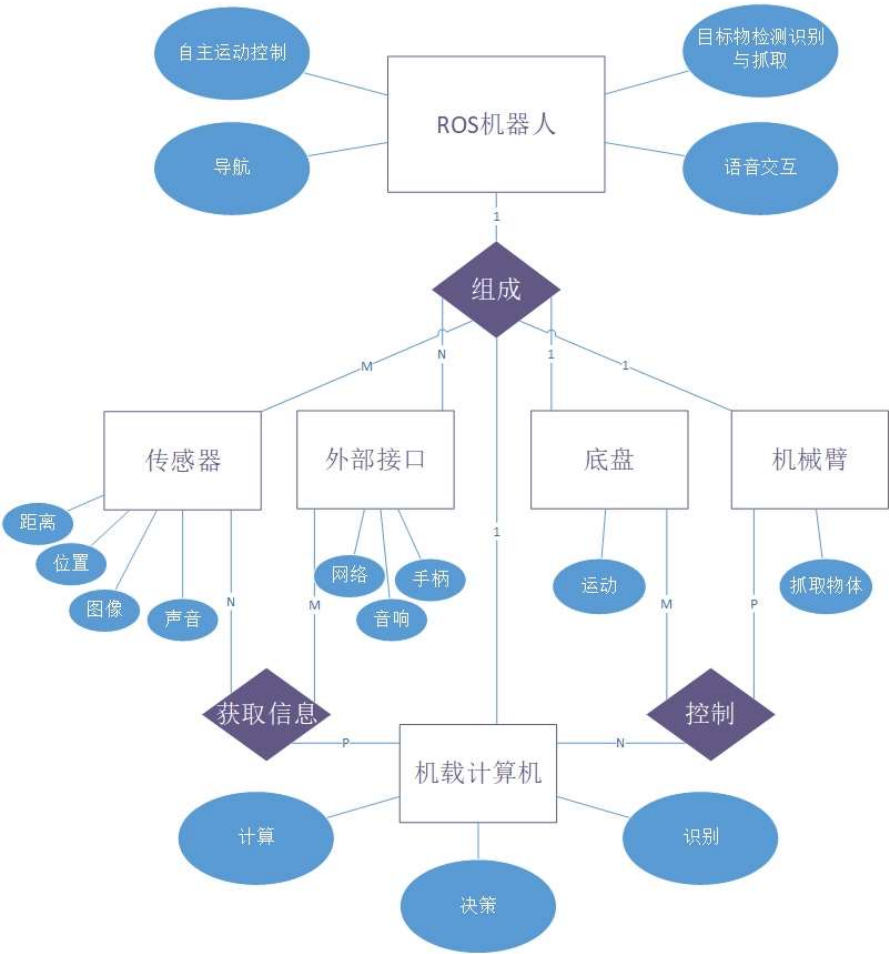 自主运动控制
目标物检测识别
与抓取
ROS机器人
导航
语音交互
1
组成
M
N
1
1
传感器
外部接口
底盘
机械臂
距离
位置
图像
声音
网络
音响
手柄
1
运动
抓取物体
N
M
M
P
获取信息
控制
P
N
机载计算机
计算
识别
决策